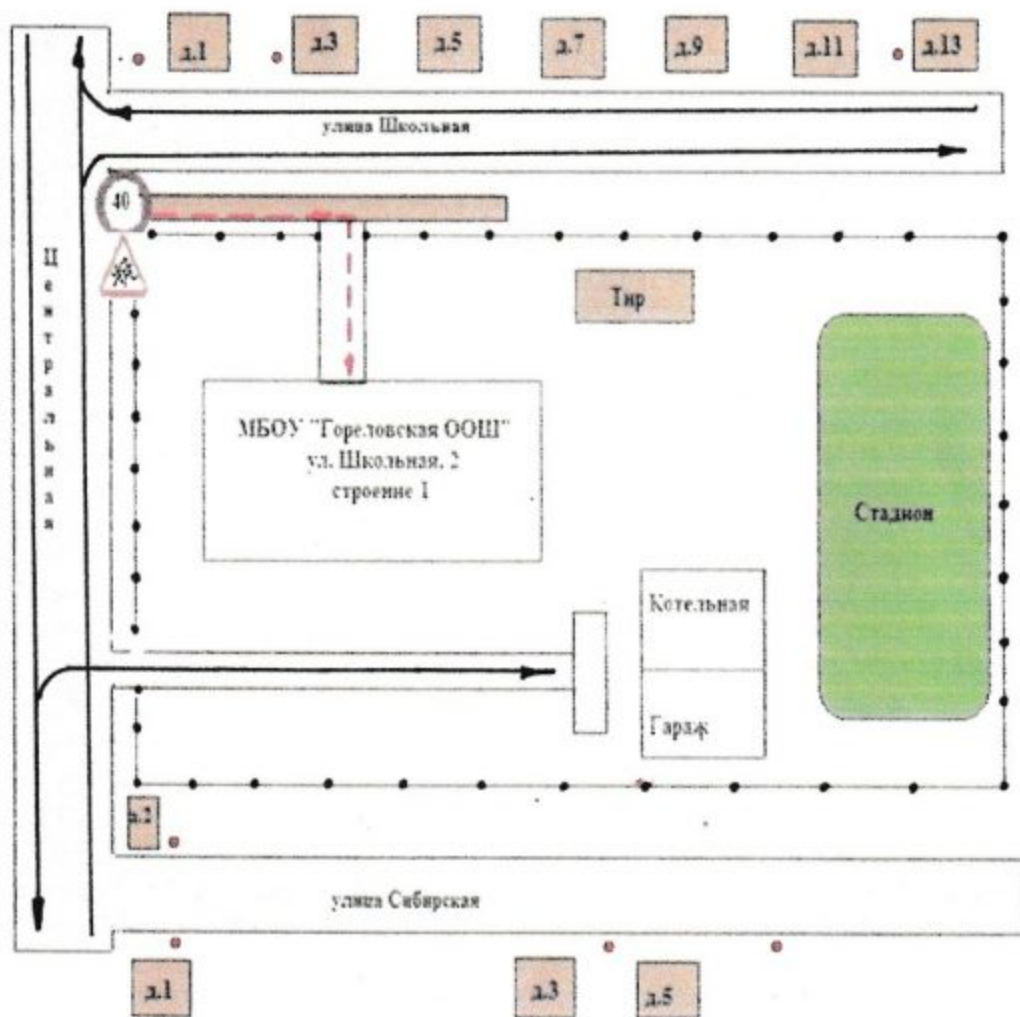 д.1
д.3
д.5
д.7
д.9
д.11
д.13
улица Школьная
40
Центральная
Тир
МБОУ "Гореловская ООШ"
ул. Школьная, 2
строение 1
Стадион
Котельная
Гараж
д.2
улица Сибирская
д.1
д.3
д.5